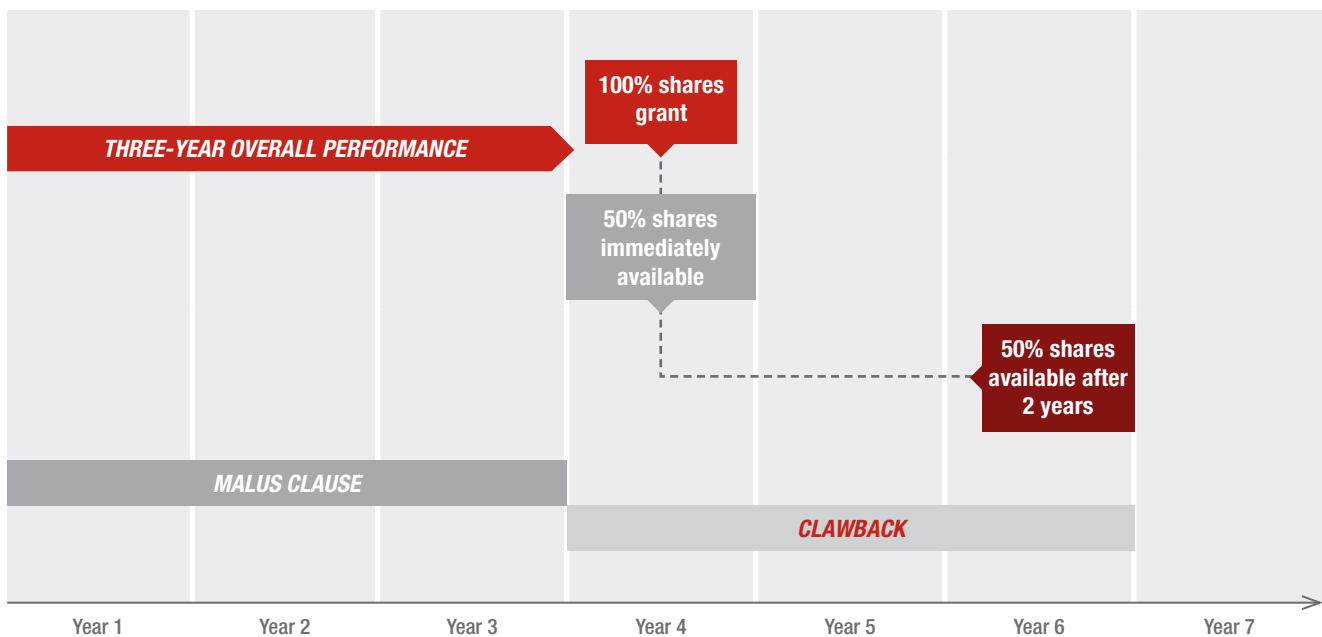 100% shares
grant
THREE-YEAR OVERALL PERFORMANCE
50% shares
immediately
available
50% shares
available after
2 years
MALUS CLAUSE
CLAWBACK
Year 1
Year 2
Year 3
Year 4
Year 5
Year 6
Year 7